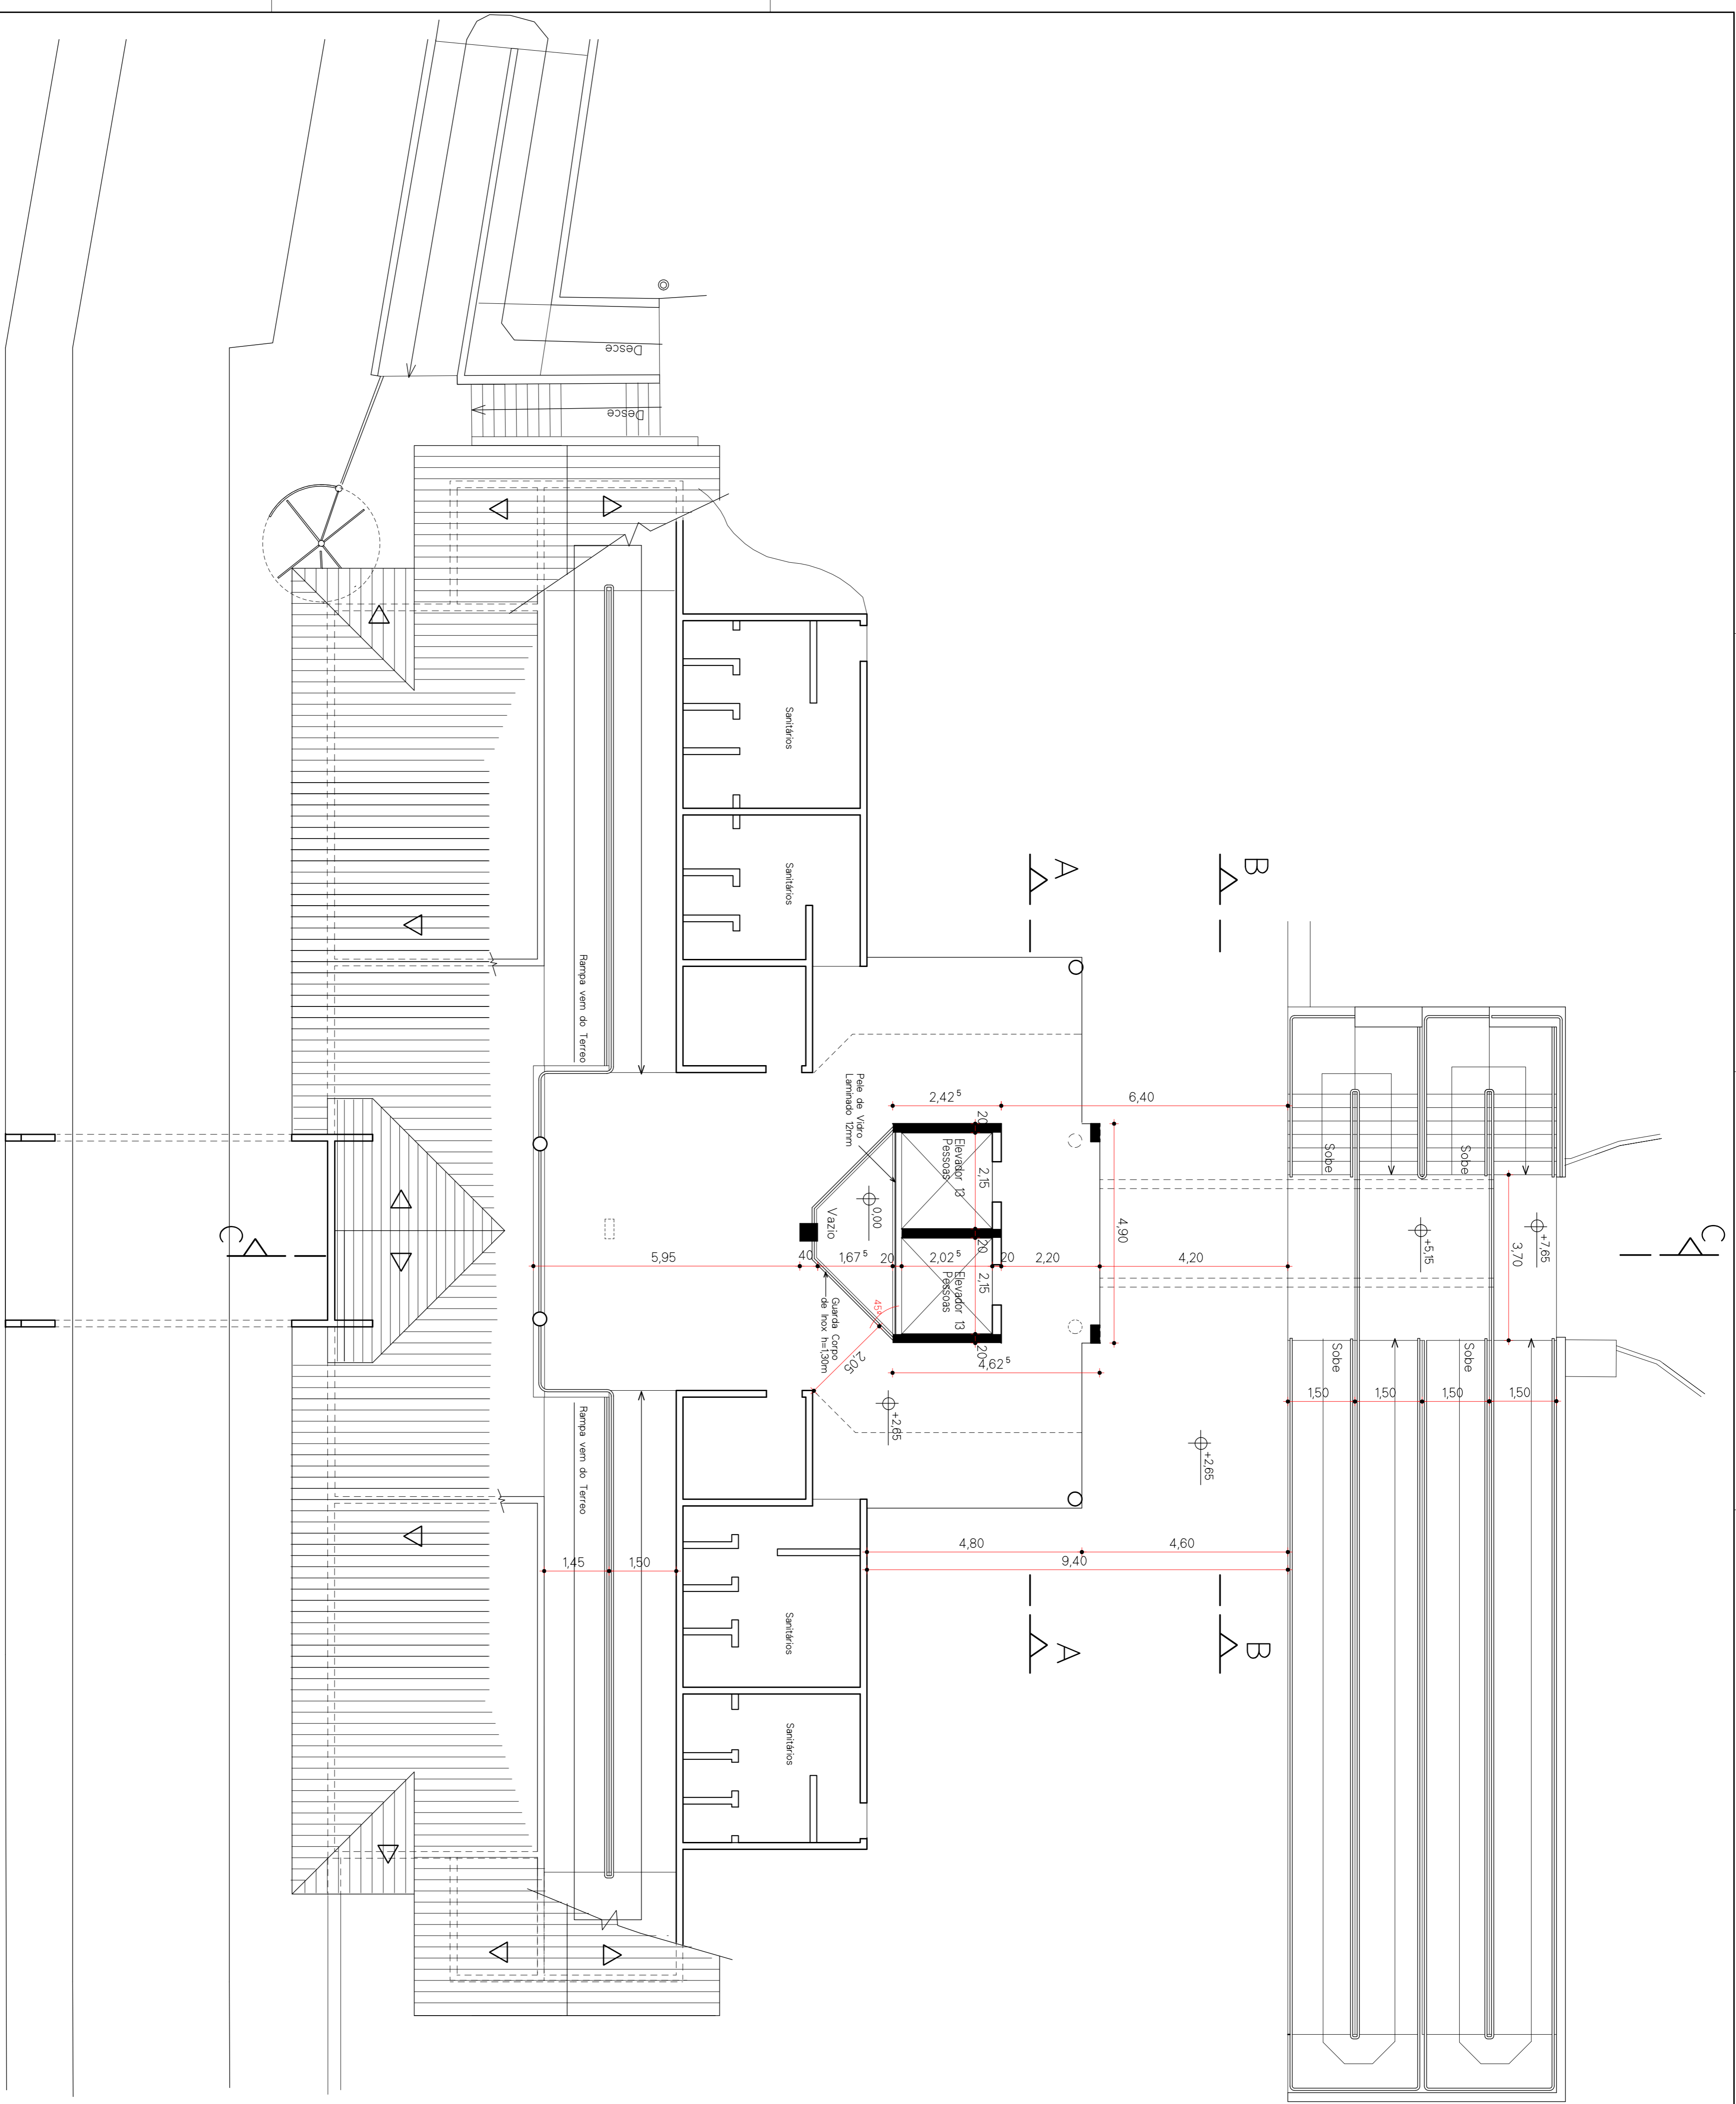 Desce
Desce
Sanitários
Sanitários
Rampa vem do Terreo
A
B
Pele de Vidro
Laminado 12mm
2,42⁵
6,40
20
Elevador 13
Pessoas
2,15
4,90
Vazio
0,00
20
5,95
40
1,67⁵
20
2,02⁵
20
2,20
4,20
Elevador 13
Pessoas
2,15
20
45°
Guarda Corpo
de Inox h=1,30m
2,05
4,62⁵
+2,65
+2,65
Sobe
Sobe
+5,15
+7,65
3,70
Sobe
Sobe
1,50
1,50
1,50
1,50
C
C
Rampa vem do Terreo
1,45
1,50
4,80
4,60
9,40
Sanitários
Sanitários
A
B